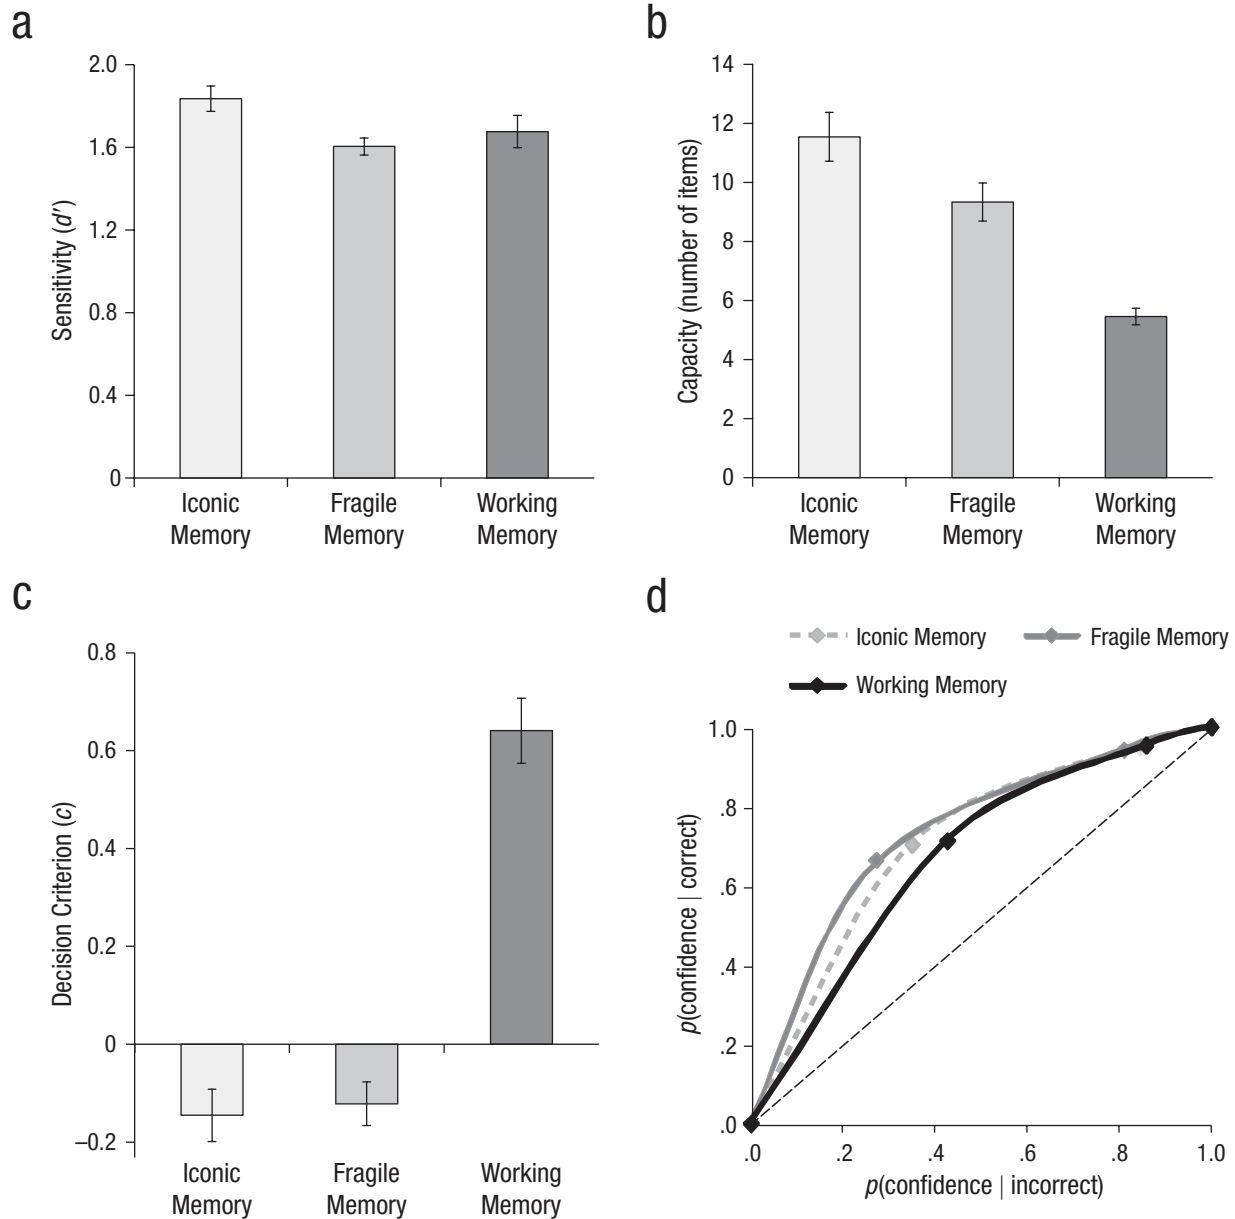 a
2.0
1.6
1.2
0.8
0.4
0
Sensitivity (d′)
Iconic Memory
Fragile Memory
Working Memory
b
14
12
10
8
6
4
2
0
Capacity (number of items)
Iconic Memory
Fragile Memory
Working Memory
c
0.8
0.6
0.4
0.2
0
–0.2
Decision Criterion (c)
Iconic Memory
Fragile Memory
Working Memory
d
Iconic Memory
Fragile Memory
Working Memory
1.0
.8
.6
.4
.2
.0
p(confidence | correct)
.0 .2 .4 .6 .8 1.0
p(confidence | incorrect)